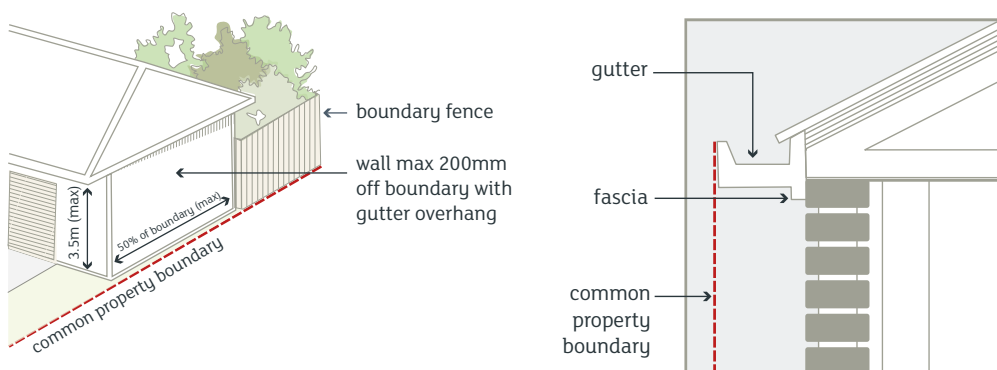 boundary fence
wall max 200mm
off boundary with
gutter overhang
3.5m (max)
50% of boundary (max)
common property boundary
gutter
fascia
common
property
boundary